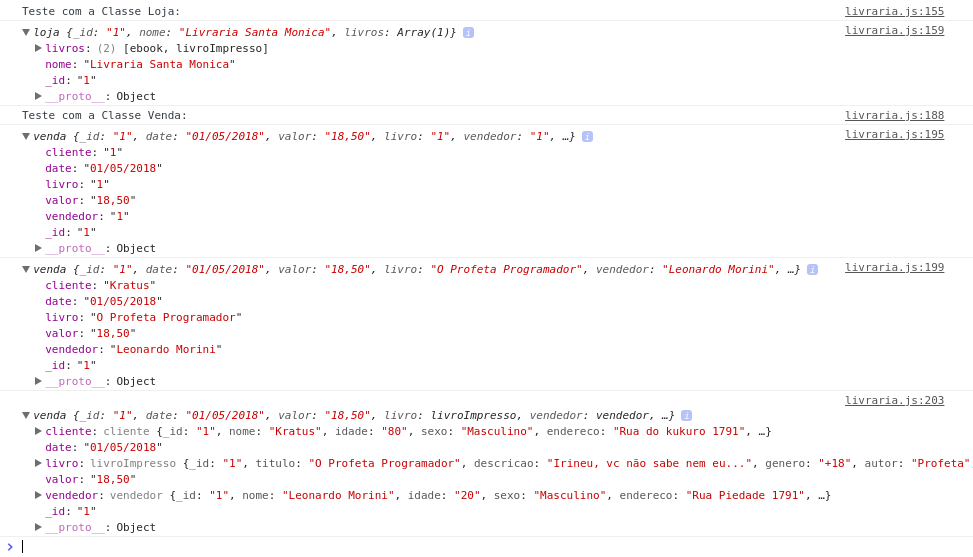 Teste com a Classe Loja: livraria.js:155
▼loja {_id: "1", nome: "Livraria Santa Monica", livros: Array(1)} i livraria.js:159
▶livros: (2) [ebook, livroImpresso]
nome: "Livraria Santa Monica"
_id: "1"
▶__proto__: Object
Teste com a Classe Venda: livraria.js:188
▼venda {_id: "1", date: "01/05/2018", valor: "18,50", livro: "1", vendedor: "1", …} i livraria.js:195
cliente: "1"
date: "01/05/2018"
livro: "1"
valor: "18,50"
vendedor: "1"
_id: "1"
▶__proto__: Object
▼venda {_id: "1", date: "01/05/2018", valor: "18,50", livro: "O Profeta Programador", vendedor: "Leonardo Morini", …} i livraria.js:199
cliente: "Kratus"
date: "01/05/2018"
livro: "O Profeta Programador"
valor: "18,50"
vendedor: "Leonardo Morini"
_id: "1"
▶__proto__: Object
livraria.js:203
▼venda {_id: "1", date: "01/05/2018", valor: "18,50", livro: livroImpresso, vendedor: vendedor, …} i
▶cliente: cliente {_id: "1", nome: "Kratus", idade: "80", sexo: "Masculino", endereco: "Rua do kukuro 1791", …}
date: "01/05/2018"
▶livro: livroImpresso {_id: "1", titulo: "O Profeta Programador", descricao: "Irineu, vc não sabe nem eu...", genero: "+18", autor: "Profeta"
valor: "18,50"
▶vendedor: vendedor {_id: "1", nome: "Leonardo Morini", idade: "20", sexo: "Masculino", endereco: "Rua Piedade 1791", …}
_id: "1"
▶__proto__: Object
>